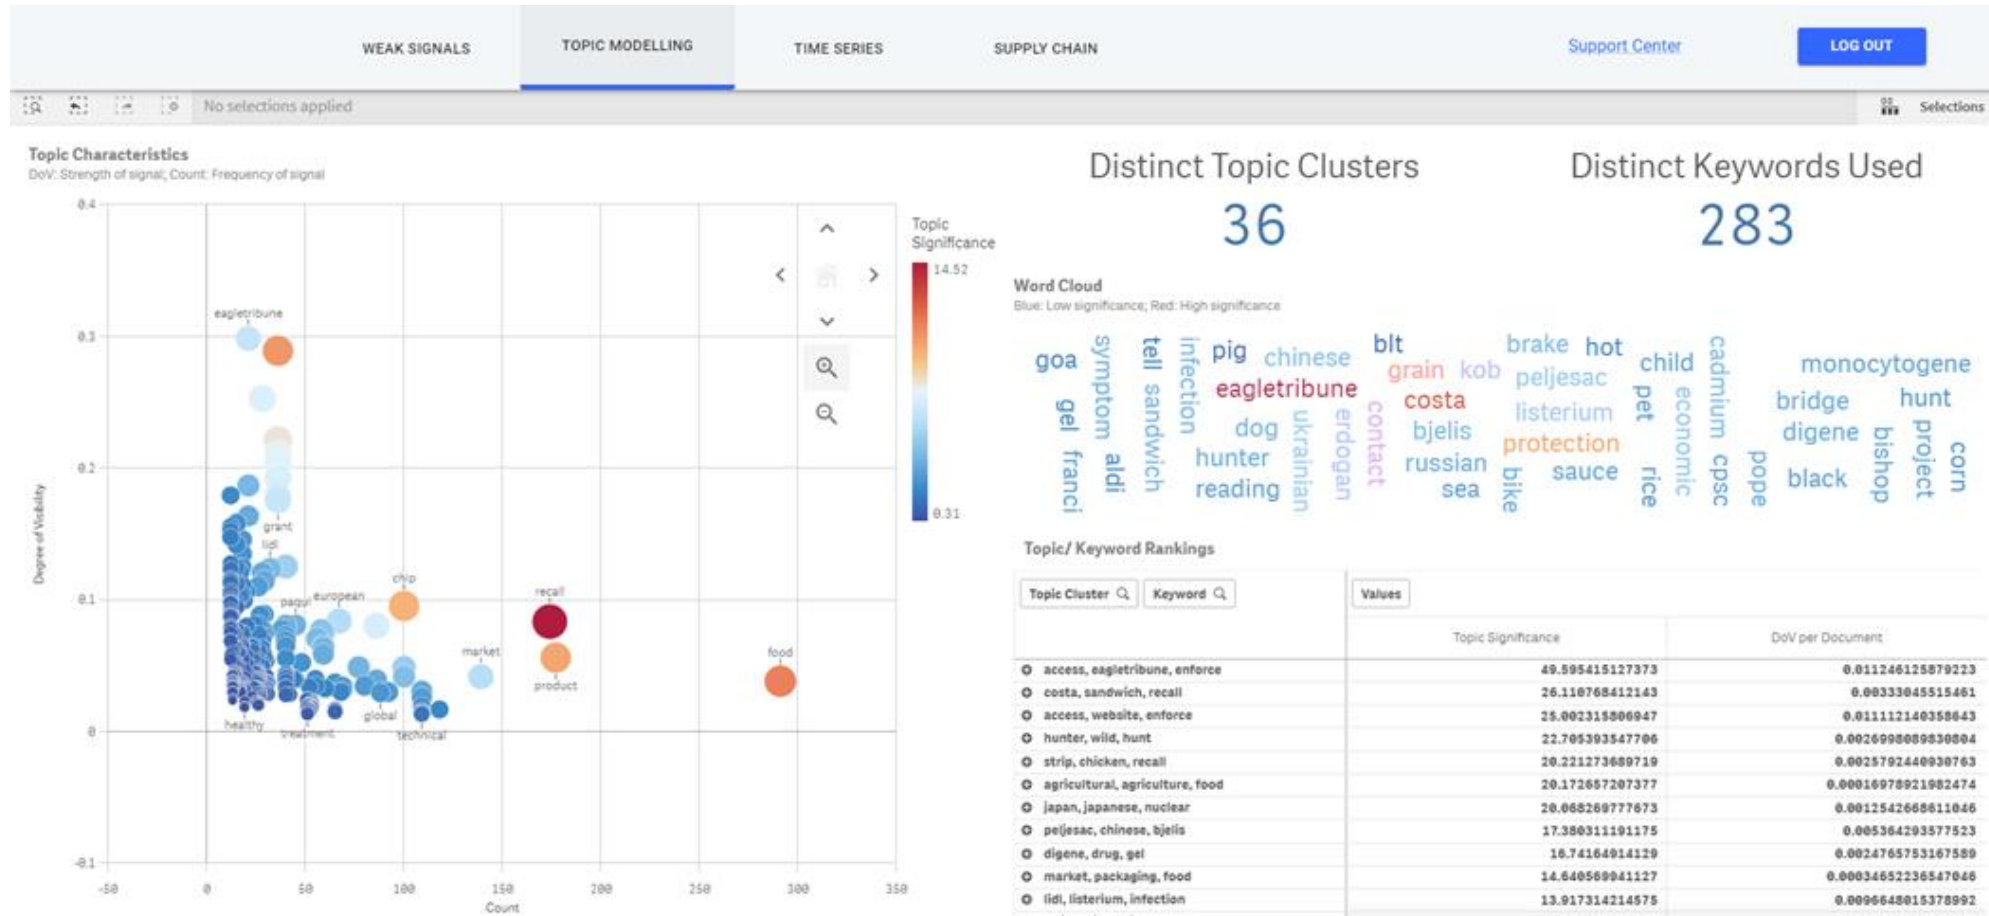 WEAK SIGNALS
TOPIC MODELLING
TIME SERIES
SUPPLY CHAIN
Support Center
LOG OUT
No selections applied
Selections
Topic Characteristics
DoV: Strength of signal; Count: Frequency of signal
0.4
0.3
0.2
0.1
0
-0.1
Degree of Visibility
-50
0
50
100
150
200
250
300
350
Count
eagletribune
grant
lidl
chip
paqui
european
recall
market
product
food
healthy
treatment
global
technical
Topic
Significance
14.52
0.31
Distinct Topic Clusters
36
Distinct Keywords Used
283
Word Cloud
Blue: Low significance; Red: High significance
goa
symptom
tell
infection
pig
chinese
blt
brake
hot
child
cadmium
monocytogene
grain
kob
peljesac
eagletribune
costa
pet
economic
bridge
hunt
gel
sandwich
dog
ukrainian
erdogan
contact
bjelis
listerium
protection
digene
bishop
project
corn
franci
aldi
hunter
reading
russian
sea
bike
sauce
rice
cpsc
pope
black
Topic/ Keyword Rankings
Topic Cluster
Keyword
Values
Topic Significance
DoV per Document
access, eagletribune, enforce 49.595415127373 0.011246125879223
costa, sandwich, recall 26.110768412143 0.00333045515461
access, website, enforce 25.002315806947 0.011112140358643
hunter, wild, hunt 22.705393547706 0.0026998089830804
strip, chicken, recall 20.221273689719 0.0025792440930763
agricultural, agriculture, food 20.172657207377 0.00016978921982474
japan, japanese, nuclear 20.068269777673 0.0012542668611046
peljesac, chinese, bjelis 17.380311191175 0.005364293577523
digene, drug, gel 16.74164914129 0.0024765753167589
market, packaging, food 14.640569941127 0.00034652236547046
lidl, listerium, infection 13.917314214575 0.0096648015378992